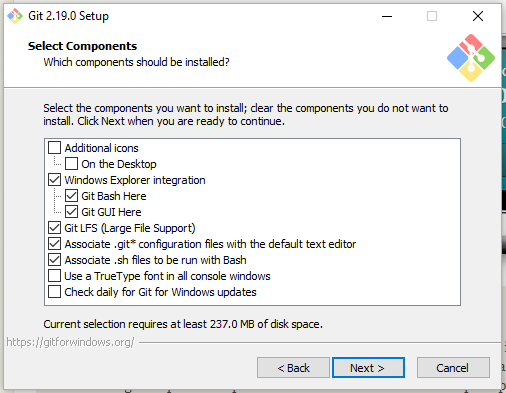 Git 2.19.0 Setup
Select Components
Which components should be installed?
Select the components you want to install; clear the components you do not want to
install. Click Next when you are ready to continue.
Additional icons
On the Desktop
Windows Explorer integration
Git Bash Here
Git GUI Here
Git LFS (Large File Support)
Associate .git* configuration files with the default text editor
Associate .sh files to be run with Bash
Use a TrueType font in all console windows
Check daily for Git for Windows updates
Current selection requires at least 237.0 MB of disk space.
https://gitforwindows.org/
< Back
Next >
Cancel